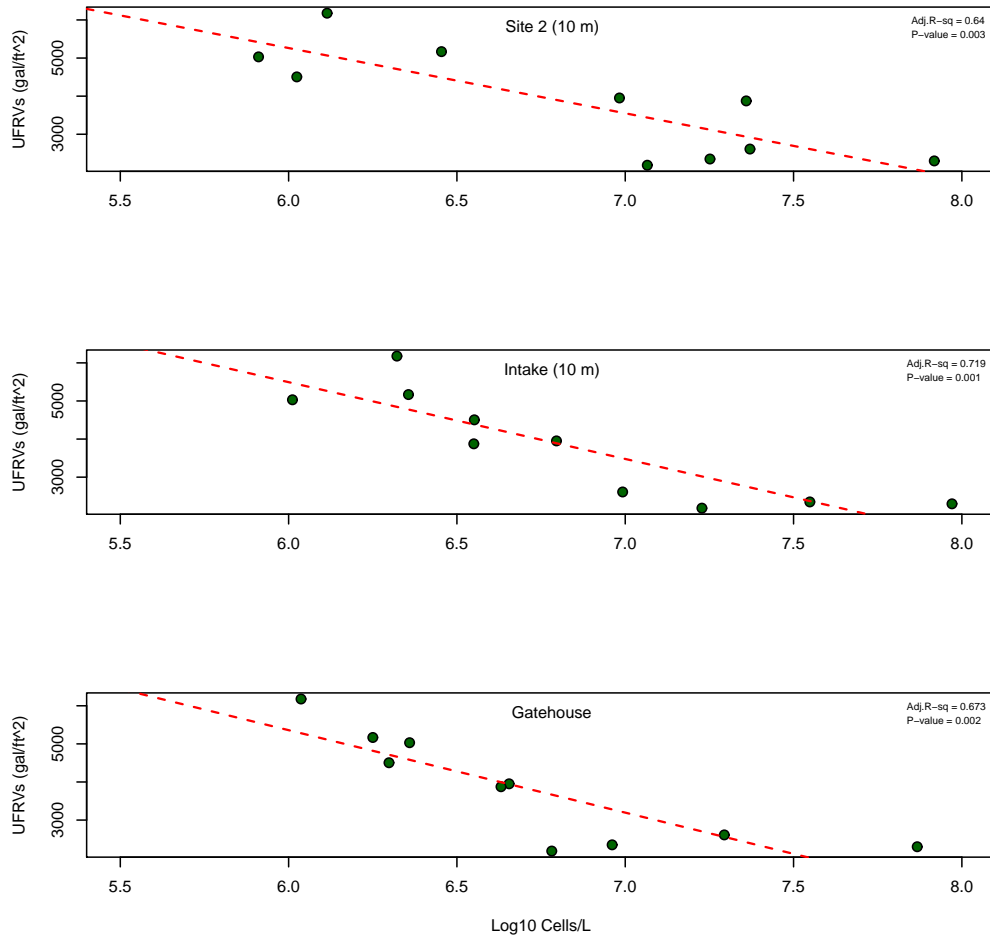 Site 2 (10 m)
Adj.R-sq = 0.64
P-value = 0.003
UFRVs (gal/ft^2)
5000
3000
5.5 6.0 6.5 7.0 7.5 8.0
Intake (10 m)
Adj.R-sq = 0.719
P-value = 0.001
UFRVs (gal/ft^2)
5000
3000
5.5 6.0 6.5 7.0 7.5 8.0
Gatehouse
Adj.R-sq = 0.673
P-value = 0.002
UFRVs (gal/ft^2)
5000
3000
5.5 6.0 6.5 7.0 7.5 8.0
Log10 Cells/L